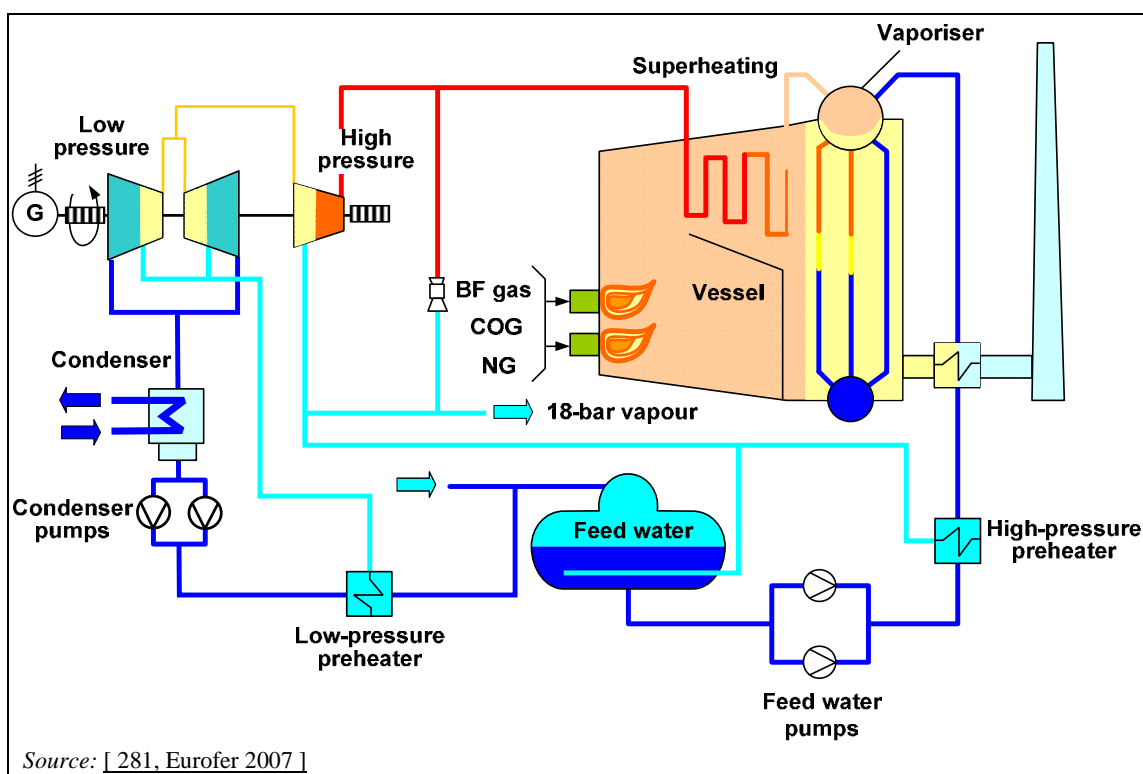 Vaporiser
Superheating
Low
pressure
High
pressure
G
BF gas
COG
NG
Vessel
Condenser
18-bar vapour
Condenser
pumps
Feed water
High-pressure
preheater
Low-pressure
preheater
Feed water
pumps
Source: [ 281, Eurofer 2007 ]